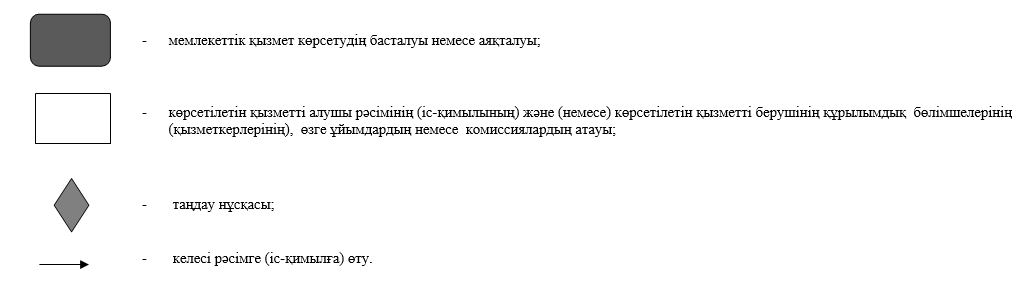 - мемлекеттік қызмет көрсетудің басталуы немесе аяқталуы;
- көрсетілетін қызметті алушы рәсімінің (іс-қимылының) және (немесе) көрсетілетін қызметті берушінің құрылымдық бөлімшелерінің
(қызметкерлерінің), өзге ұйымдардың немесе комиссиялардың атауы;
- таңдау нұсқасы;
- келесі рәсімге (іс-қимылға) өту.